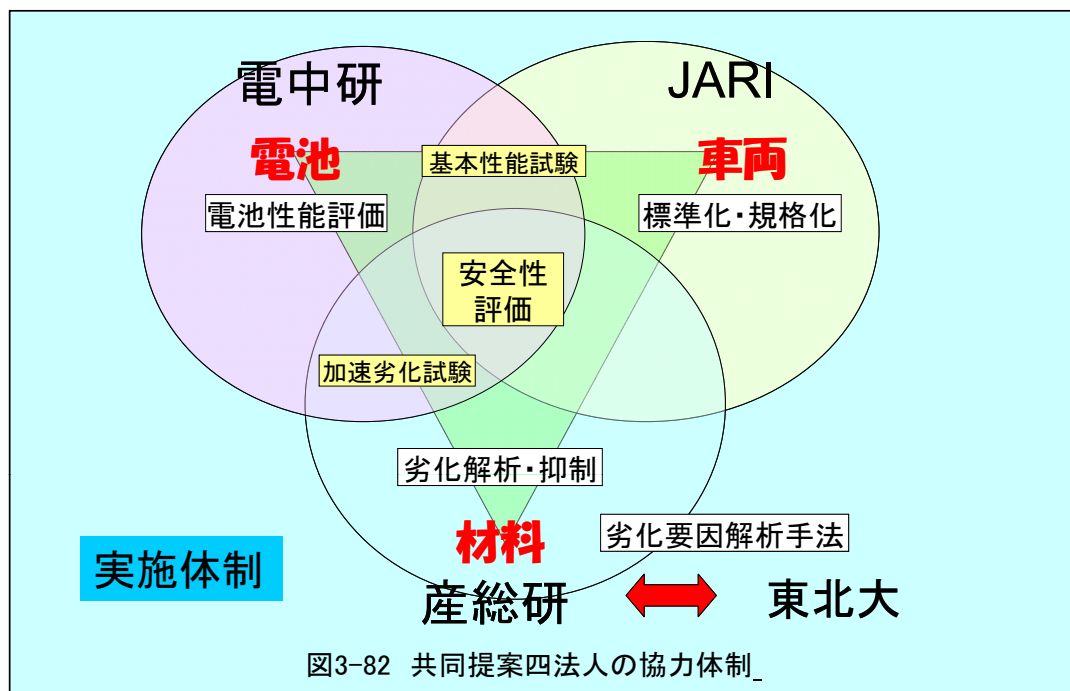 電中研
JARI
電池
基本性能試験
車両
電池性能評価
標準化・規格化
安全性
評価
加速劣化試験
劣化解析・抑制
材料
劣化要因解析手法
実施体制
産総研
東北大
図3-82 共同提案四法人の協力体制